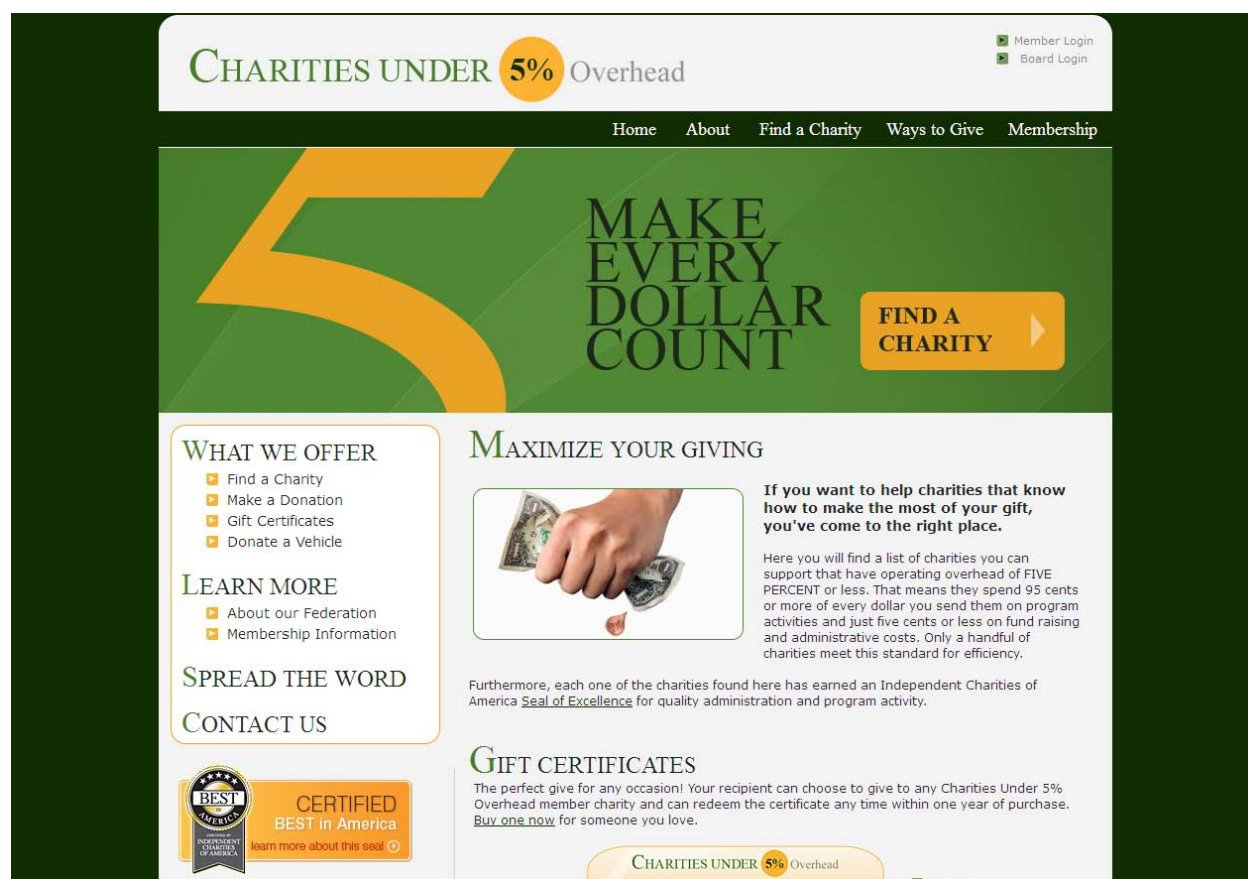 CHARITIES UNDER 5% Overhead
Member Login
Board Login
Home About Find a Charity Ways to Give Membership
MAKE
EVERY
DOLLAR
COUNT
FIND A
CHARITY
WHAT WE OFFER
Find a Charity
Make a Donation
Gift Certificates
Donate a Vehicle
LEARN MORE
About our Federation
Membership Information
SPREAD THE WORD
CONTACT US
BEST
IN
AMERICA
CERTIFIED BY
INDEPENDENT
CHARITIES
OF AMERICA
CERTIFIED
BEST in America
learn more about this seal
MAXIMIZE YOUR GIVING
If you want to help charities that know
how to make the most of your gift,
you've come to the right place.
Here you will find a list of charities you can
support that have operating overhead of FIVE
PERCENT or less. That means they spend 95 cents
or more of every dollar you send them on program
activities and just five cents or less on fund raising
and administrative costs. Only a handful of
charities meet this standard for efficiency.
Furthermore, each one of the charities found here has earned an Independent Charities of
America Seal of Excellence for quality administration and program activity.
GIFT CERTIFICATES
The perfect give for any occasion! Your recipient can choose to give to any Charities Under 5%
Overhead member charity and can redeem the certificate any time within one year of purchase.
Buy one now for someone you love.
CHARITIES UNDER 5% Overhead